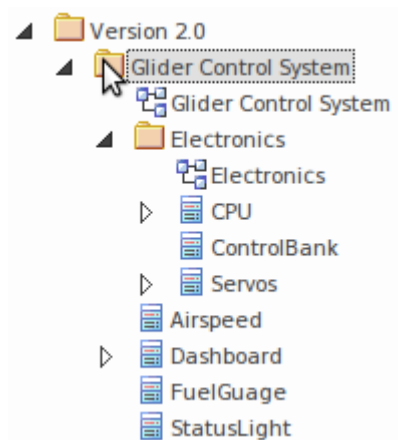 Version 2.0
Glider Control System
Glider Control System
Electronics
Electronics
CPU
ControlBank
Servos
Airspeed
Dashboard
FuelGuage
StatusLight